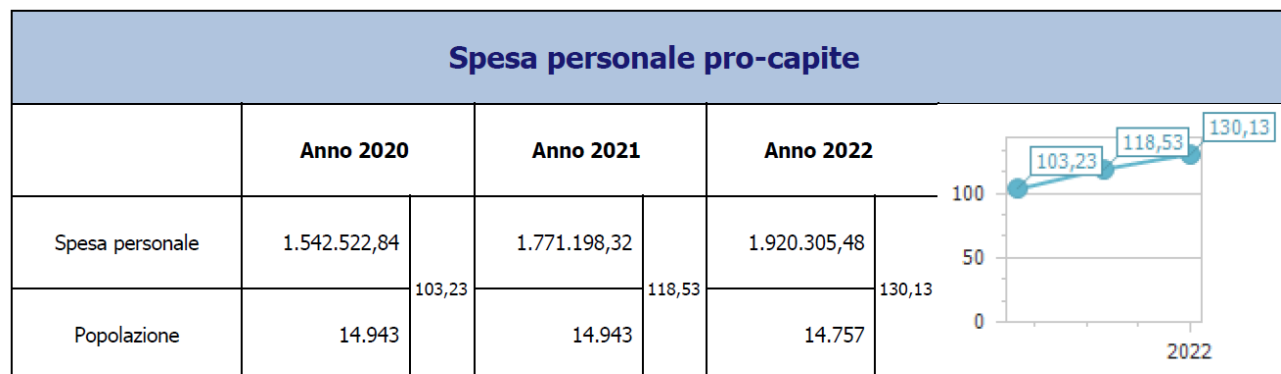 Spesa personale pro-capite
Anno 2020 Anno 2021 Anno 2022
Spesa personale 1.542.522,84 103,23 1.771.198,32 118,53 1.920.305,48 130,13
Popolazione 14.943 14.943 14.757
130,13
118,53
103,23
100
50
0
2022